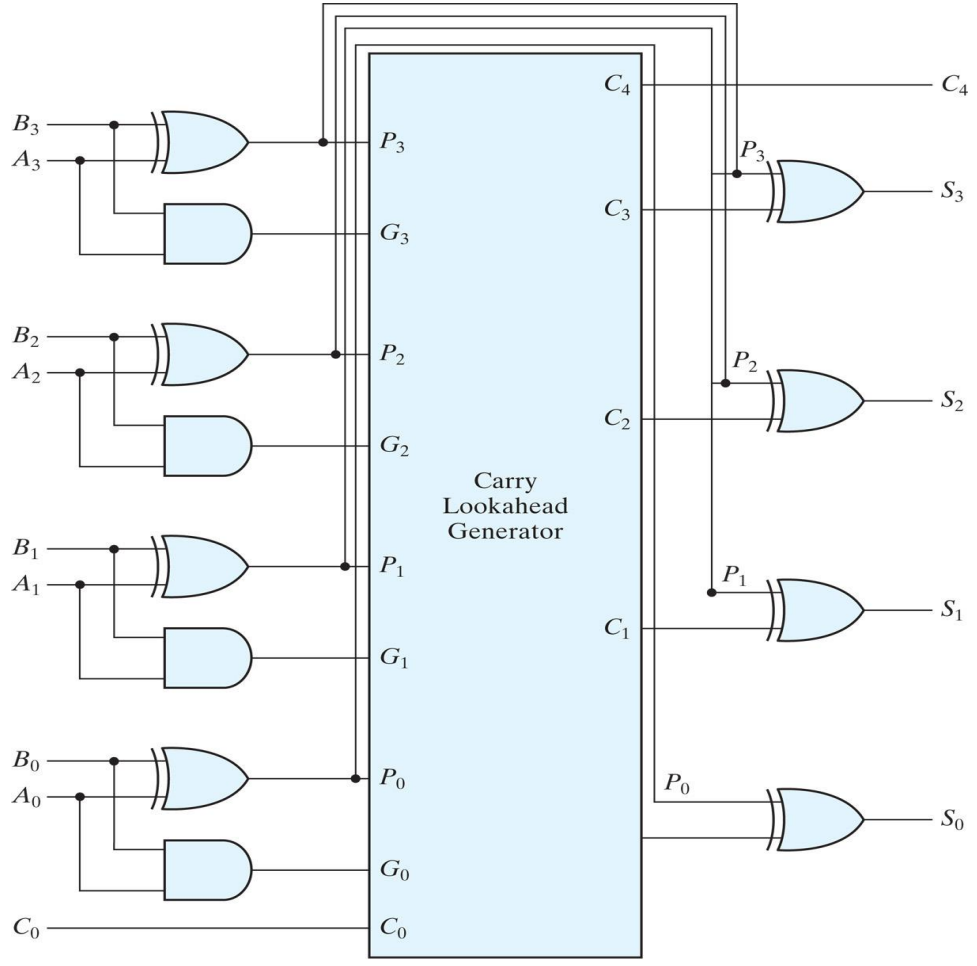 C₄
C₄
B₃
P₃
P₃
A₃
S₃
C₃
G₃
B₂
P₂
P₂
A₂
S₂
C₂
G₂
Carry
Lookahead
Generator
B₁
P₁
P₁
A₁
S₁
C₁
G₁
B₀
P₀
P₀
A₀
S₀
G₀
C₀
C₀